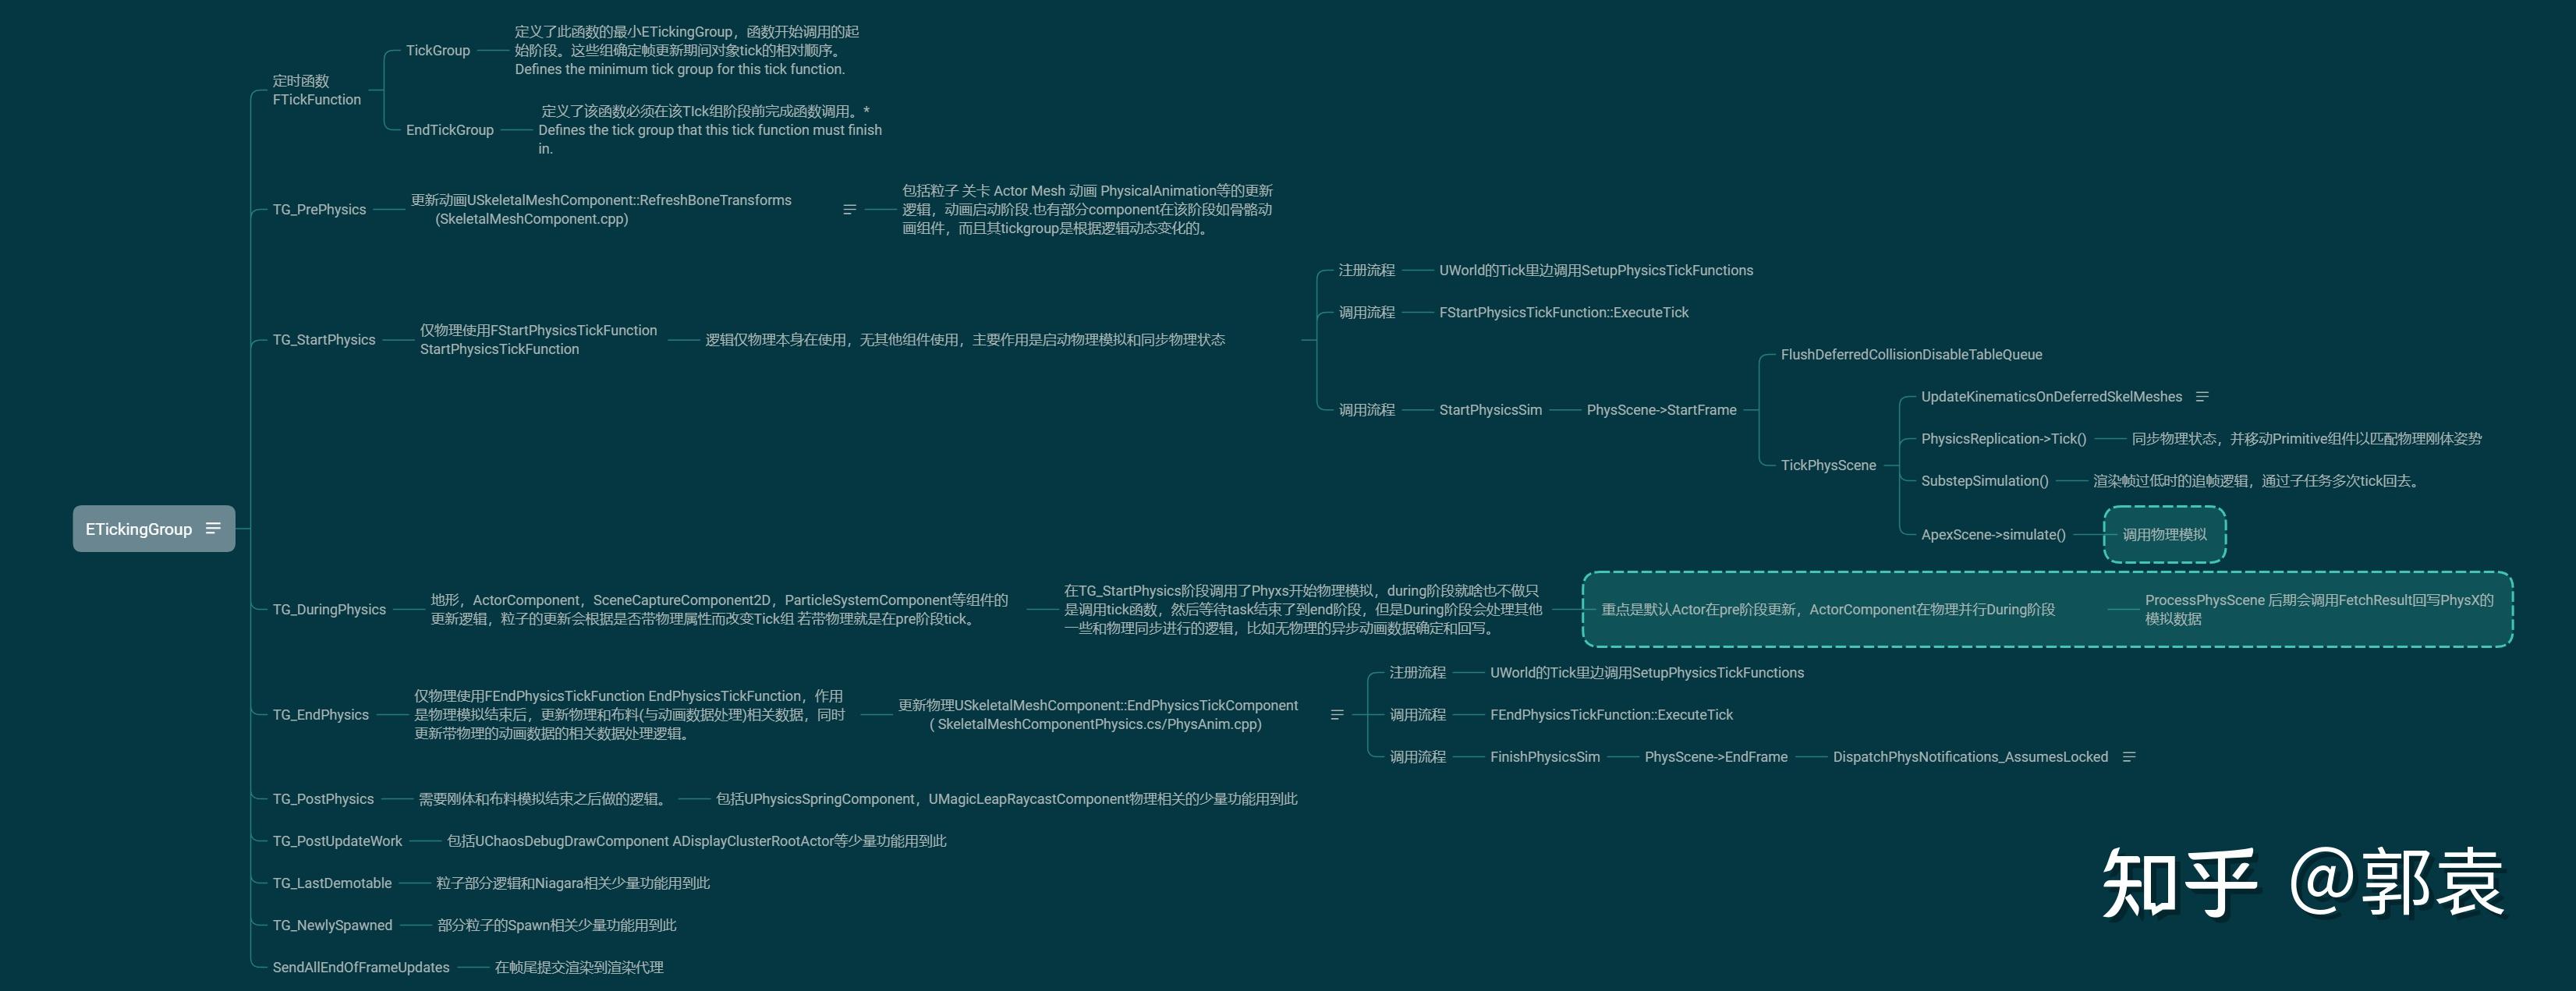 ETickingGroup
定时函数
FTickFunction
TickGroup
定义了此函数的最小ETickingGroup，函数开始调用的起
始阶段。这些组确定帧更新期间对象tick的相对顺序。
Defines the minimum tick group for this tick function.
EndTickGroup
定义了该函数必须在该TIck组阶段前完成函数调用。*
Defines the tick group that this tick function must finish
in.
TG_PrePhysics
更新动画USkeletalMeshComponent::RefreshBoneTransforms
(SkeletalMeshComponent.cpp)
包括粒子 关卡 Actor Mesh 动画 PhysicalAnimation等的更新
逻辑，动画启动阶段.也有部分component在该阶段如骨骼动
画组件，而且其tickgroup是根据逻辑动态变化的。
TG_StartPhysics
仅物理使用FStartPhysicsTickFunction
StartPhysicsTickFunction
逻辑仅物理本身在使用，无其他组件使用，主要作用是启动物理模拟和同步物理状态
注册流程
UWorld的Tick里边调用SetupPhysicsTickFunctions
调用流程
FStartPhysicsTickFunction::ExecuteTick
调用流程
StartPhysicsSim
PhysScene->StartFrame
FlushDeferredCollisionDisableTableQueue
TickPhysScene
UpdateKinematicsOnDeferredSkelMeshes
PhysicsReplication->Tick()
同步物理状态，并移动Primitive组件以匹配物理刚体姿势
SubstepSimulation()
渲染帧过低时的追帧逻辑，通过子任务多次tick回去。
ApexScene->simulate()
调用物理模拟
TG_DuringPhysics
地形，ActorComponent，SceneCaptureComponent2D，ParticleSystemComponent等组件的
更新逻辑，粒子的更新会根据是否带物理属性而改变Tick组 若带物理就是在pre阶段tick。
在TG_StartPhysics阶段调用了Phyxs开始物理模拟，during阶段就啥也不做只
是调用tick函数，然后等待task结束了到end阶段，但是During阶段会处理其他
一些和物理同步进行的逻辑，比如无物理的异步动画数据确定和回写。
重点是默认Actor在pre阶段更新，ActorComponent在物理并行During阶段
ProcessPhysScene 后期会调用FetchResult回写PhysX的
模拟数据
TG_EndPhysics
仅物理使用FEndPhysicsTickFunction EndPhysicsTickFunction，作用
是物理模拟结束后，更新物理和布料(与动画数据处理)相关数据，同时
更新带物理的动画数据的相关数据处理逻辑。
更新物理USkeletalMeshComponent::EndPhysicsTickComponent
( SkeletalMeshComponentPhysics.cs/PhysAnim.cpp)
注册流程
UWorld的Tick里边调用SetupPhysicsTickFunctions
调用流程
FEndPhysicsTickFunction::ExecuteTick
调用流程
FinishPhysicsSim
PhysScene->EndFrame
DispatchPhysNotifications_AssumesLocked
TG_PostPhysics
需要刚体和布料模拟结束之后做的逻辑。
包括UPhysicsSpringComponent，UMagicLeapRaycastComponent物理相关的少量功能用到此
TG_PostUpdateWork
包括UChaosDebugDrawComponent ADisplayClusterRootActor等少量功能用到此
TG_LastDemotable
粒子部分逻辑和Niagara相关少量功能用到此
TG_NewlySpawned
部分粒子的Spawn相关少量功能用到此
SendAllEndOfFrameUpdates
在帧尾提交渲染到渲染代理
知乎 @郭袁